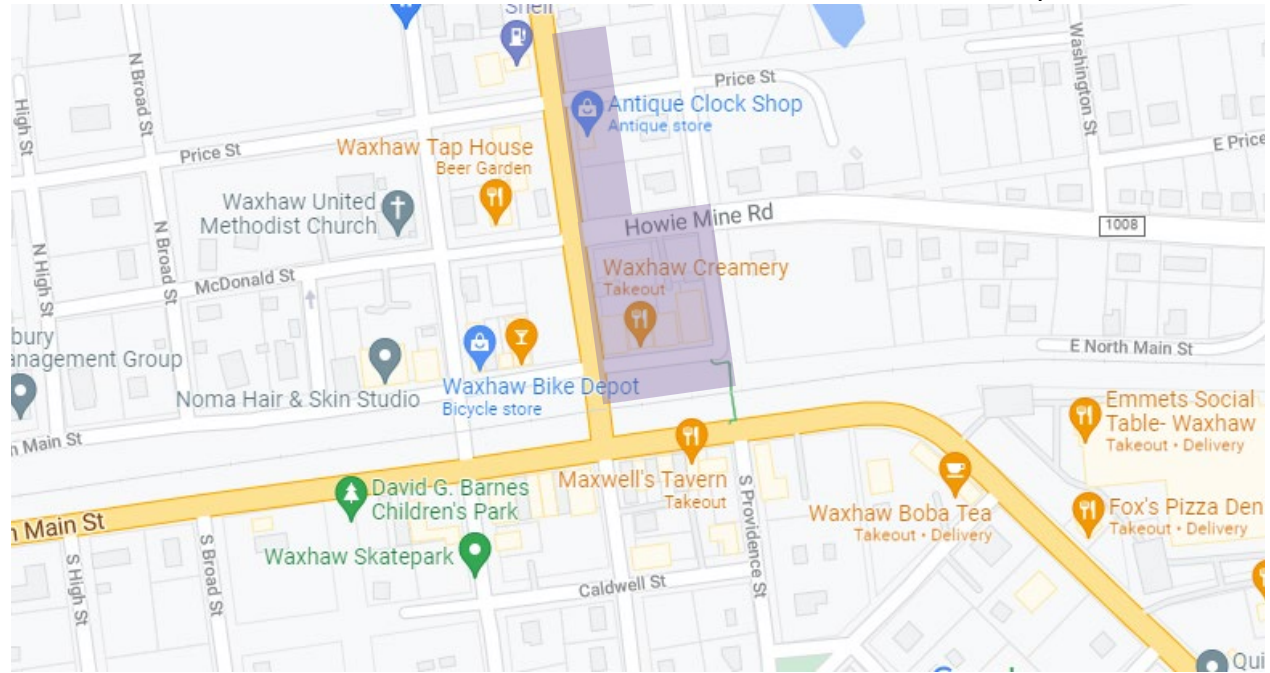 Shell
N Broad St
High St
Price St
Washington St
Antique Clock Shop
Antique store
Waxhaw Tap House
Beer Garden
Price St
E Price
Waxhaw United
Methodist Church
Howie Mine Rd
1008
N High St
N Broad St
McDonald St
Waxhaw Creamery
Takeout
bury
anagement Group
E North Main St
Noma Hair & Skin Studio
Waxhaw Bike Depot
Bicycle store
Main St
Emmets Social
Table- Waxhaw
Takeout • Delivery
Maxwell's Tavern
Takeout
David G. Barnes
Children's Park
S Providence St
Waxhaw Boba Tea
Takeout • Delivery
Fox's Pizza Den
Takeout • Delivery
Main St
S High St
S Broad St
Waxhaw Skatepark
Caldwell St
Qui